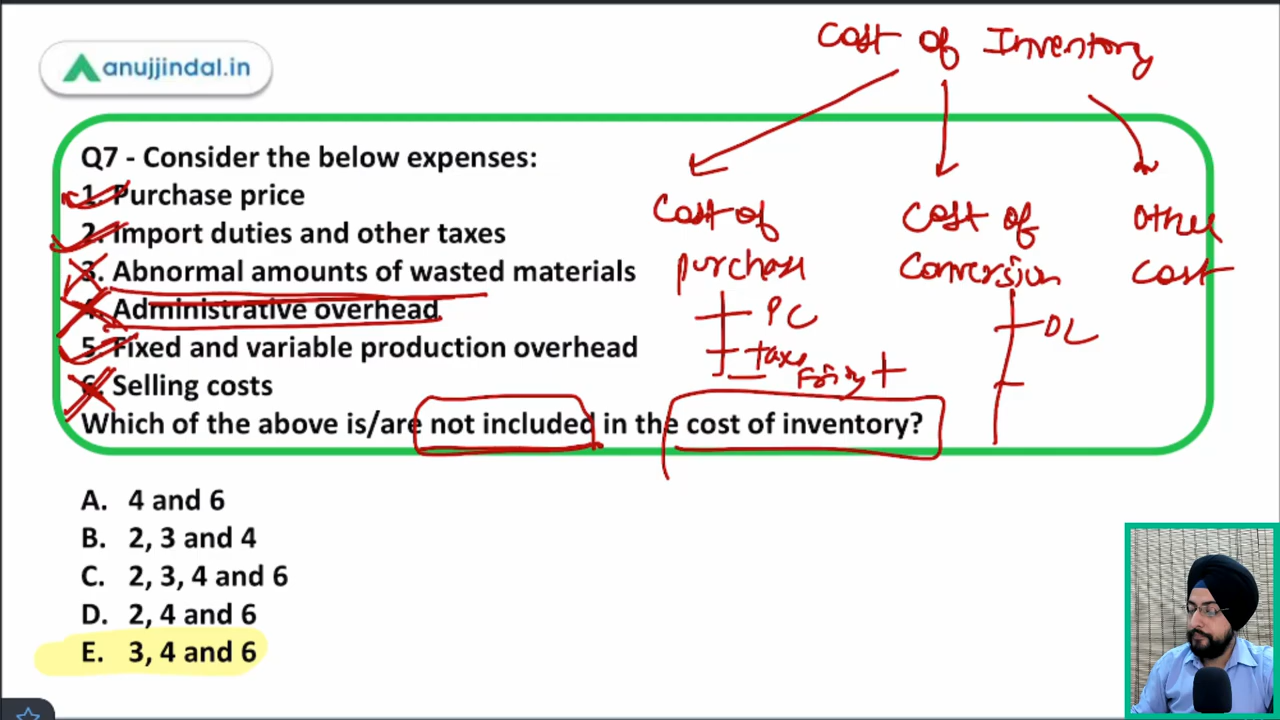 anujjindal.in
Cost of Inventory
Q7 - Consider the below expenses:
1. Purchase price
2. Import duties and other taxes
3. Abnormal amounts of wasted materials
4. Administrative overhead
5. Fixed and variable production overhead
6. Selling costs
Which of the above is/are not included in the cost of inventory?
Cost of
purchase
PC
taxes
Cost of
Conversion
DL
Other
cost
A. 4 and 6
B. 2, 3 and 4
C. 2, 3, 4 and 6
D. 2, 4 and 6
E. 3, 4 and 6